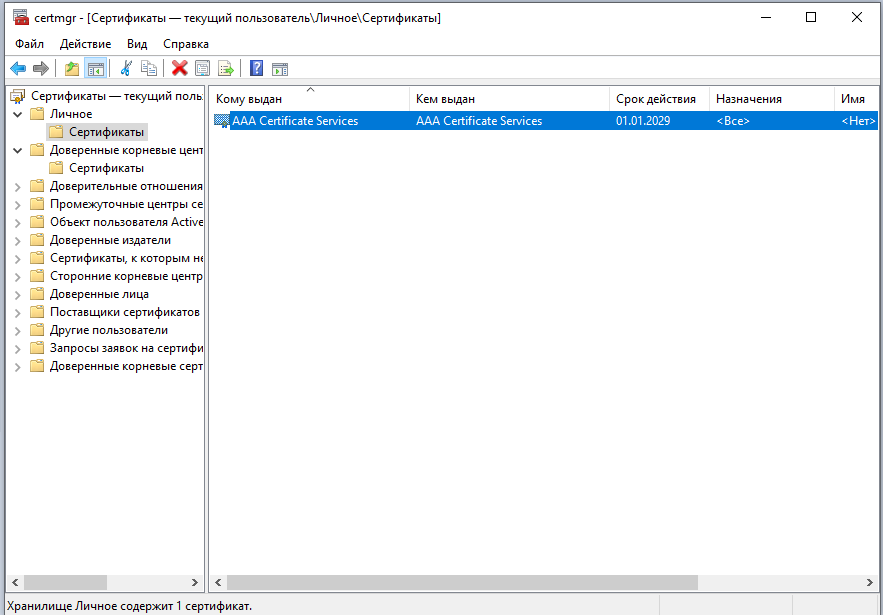 certmgr - [Сертификаты — текущий пользователь\Личное\Сертификаты]
Файл Действие Вид Справка
Сертификаты — текущий поль
Личное
Сертификаты
Доверенные корневые цент
Сертификаты
Доверительные отношения
Промежуточные центры се
Объект пользователя Active
Доверенные издатели
Сертификаты, к которым не
Сторонние корневые центр
Доверенные лица
Поставщики сертификатов
Другие пользователи
Запросы заявок на сертифи
Доверенные корневые серт
Кому выдан Кем выдан Срок действия Назначения Имя
AAA Certificate Services AAA Certificate Services 01.01.2029 <Все> <Нет>
Хранилище Личное содержит 1 сертификат.